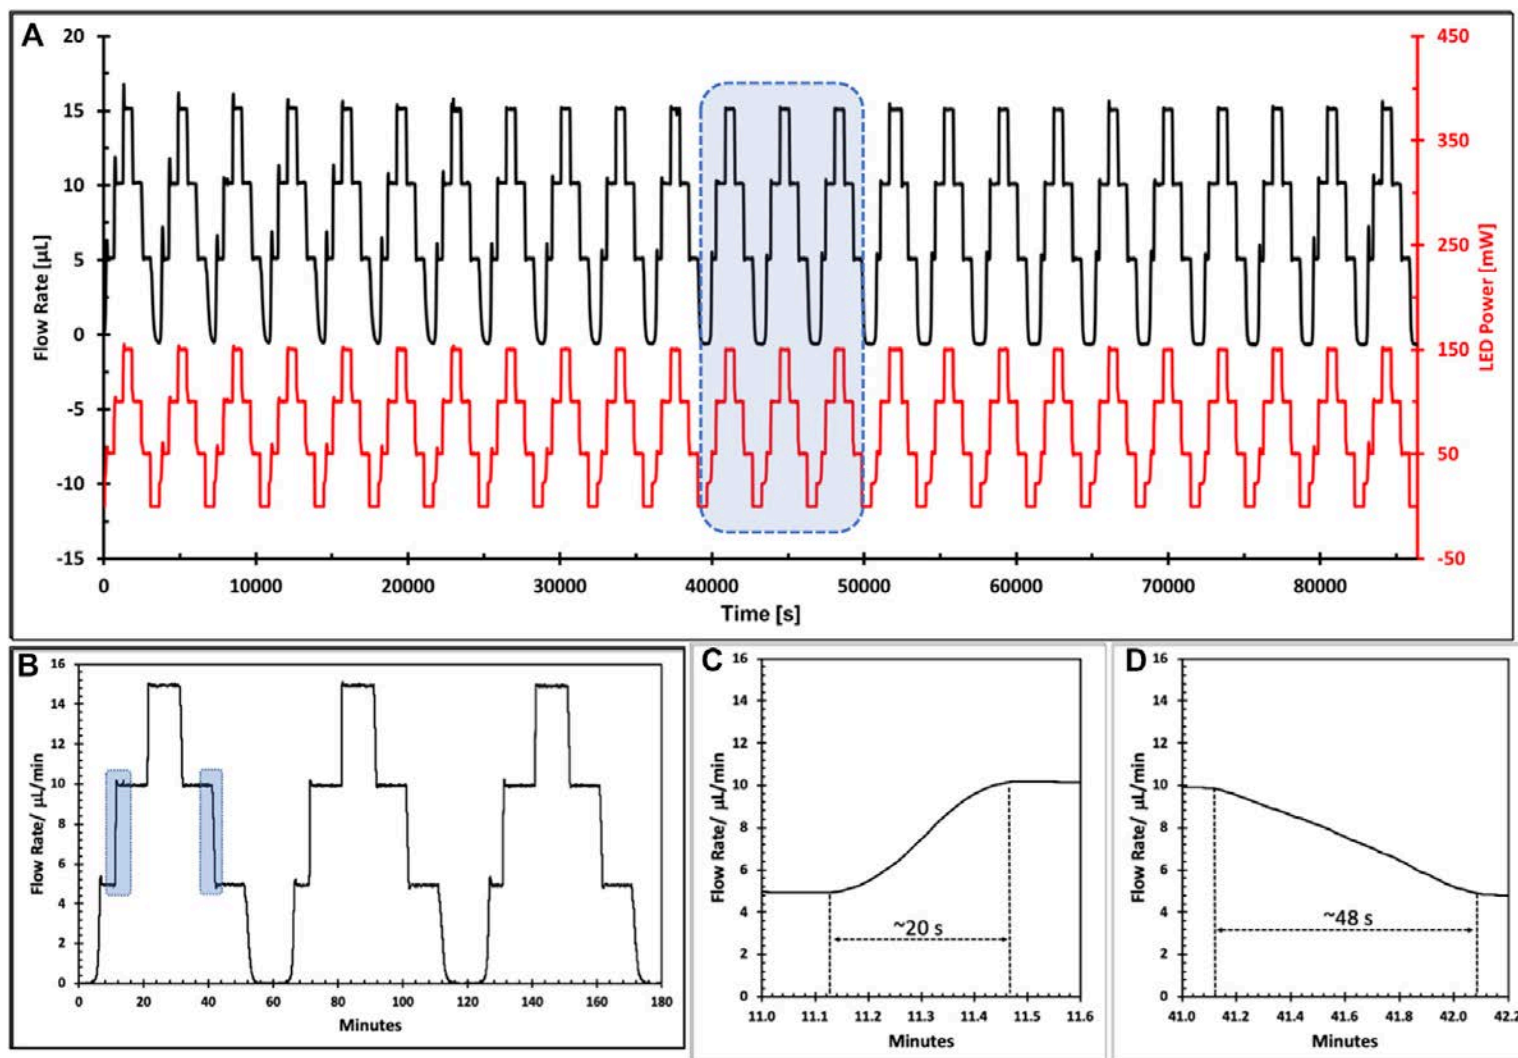 A
20
15
10
5
0
-5
-10
-15
Flow Rate [µL]
450
350
250
150
50
-50
LED Power [mW]
0 10000 20000 30000 40000 50000 60000 70000 80000
Time [s]
B
16
14
12
10
8
6
4
2
0
Flow Rate/ µL/min
0 20 40 60 80 100 120 140 160 180
Minutes
C
16
14
12
10
8
6
4
2
0
Flow Rate/ µL/min
~20 s
11.0 11.1 11.2 11.3 11.4 11.5 11.6
Minutes
D
16
14
12
10
8
6
4
2
0
Flow Rate/ µL/min
~48 s
41.0 41.2 41.4 41.6 41.8 42.0 42.2
Minutes